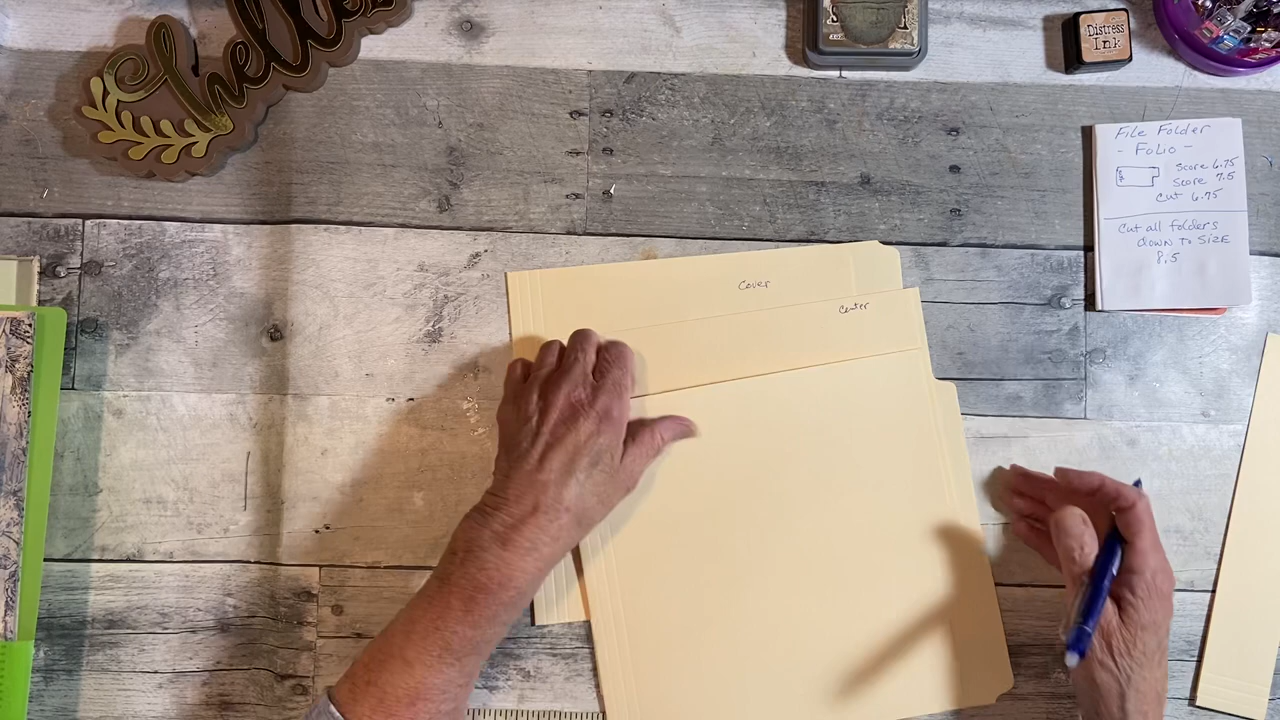 hello
Distress
Ink
File Folder
- Folio -
Score 6.75
Score 7.5
Cut 6.75
Cut all folders
down to SIZE
8.5
Cover
Center